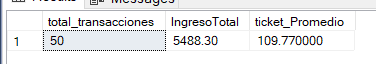 Results Messages
total_transacciones IngresoTotal ticket_Promedio
1 50 5488.30 109.770000